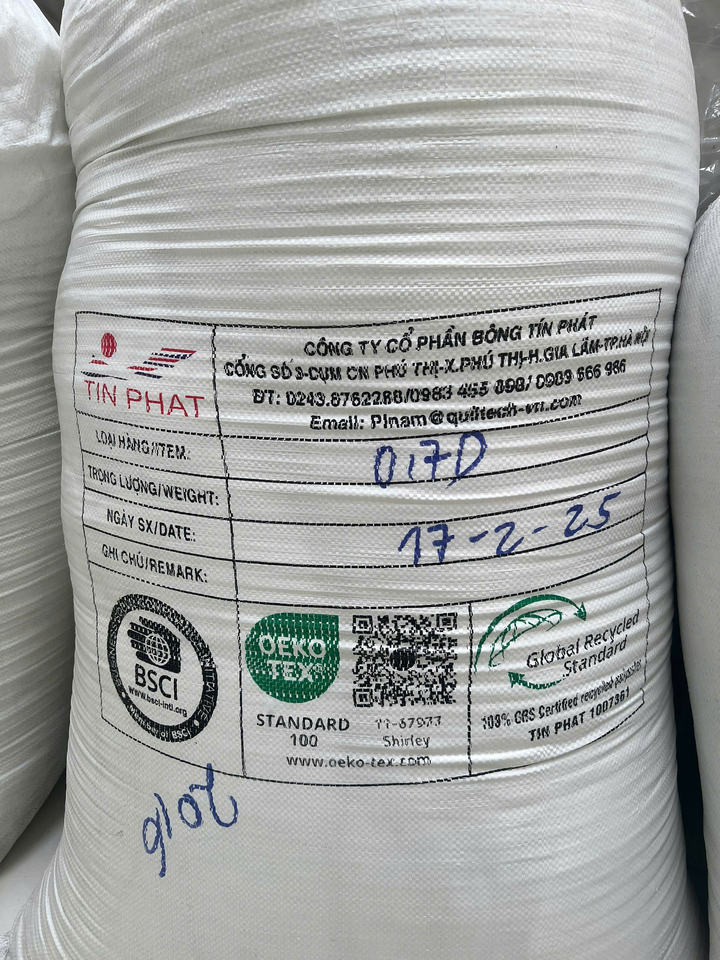 CÔNG TY CỔ PHẦN BÔNG TÍN PHÁT
CỔNG SỐ 3-CỤM CN PHÚ THỊ-X.PHÚ THỊ-H.GIA LÂM-TP.HÀ NỘI
ĐT: 0243.8762288/0983 455 898/ 0989 666 986
Email: Pinam@quiltech-vn.com
TIN PHAT
LOẠI HÀNG/ITEM:
017D
TRỌNG LƯỢNG/WEIGHT:
NGÀY SX/DATE:
17-2-25
GHI CHÚ/REMARK:
BSCI
www.bsci-intl.org
Member of BSCI
OEKO
TEX
STANDARD
100
11-67977
Shirley
www.oeko-tex.com
Global Recycled
Standard
100% GRS Certified recycled polyester
TIN PHAT 1007361